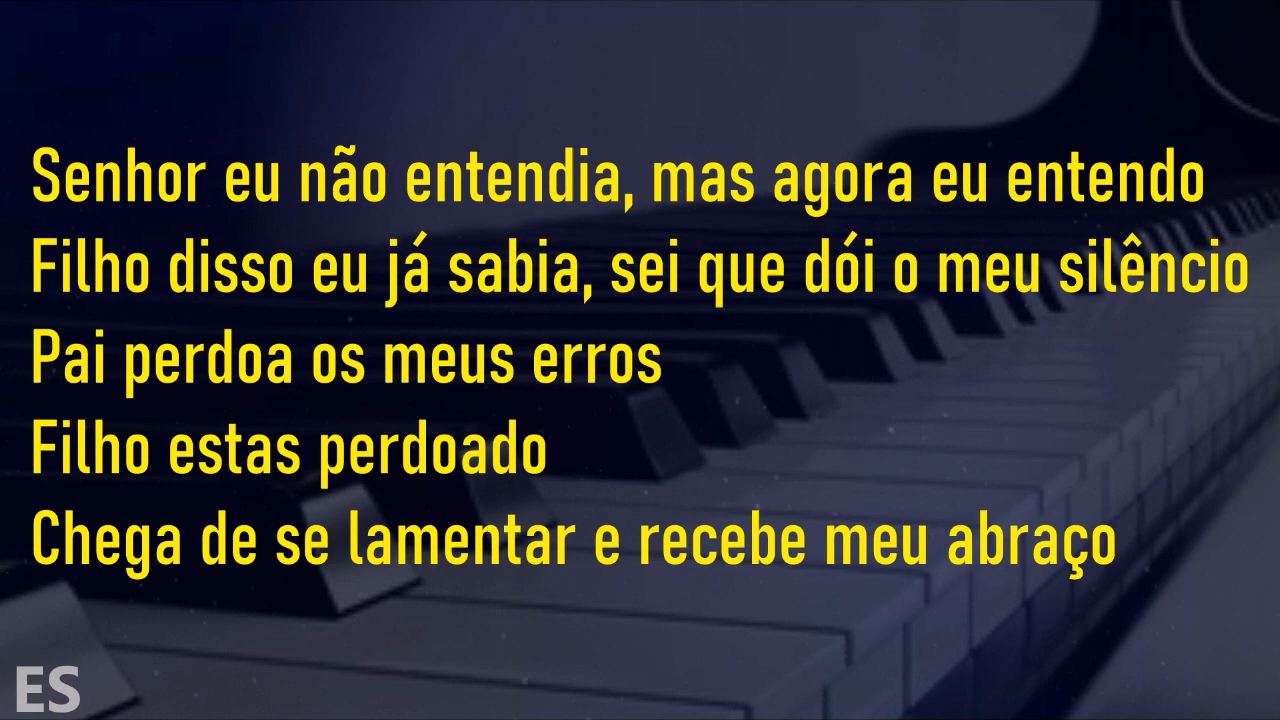 Senhor eu não entendia, mas agora eu entendo
Filho disso eu já sabia, sei que dói o meu silêncio
Pai perdoa os meus erros
Filho estas perdoado
Chega de se lamentar e recebe meu abraço
ES